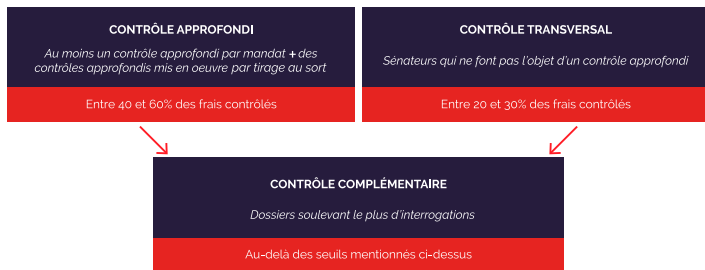 CONTRÔLE APPROFONDI
Au moins un contrôle approfondi par mandat + des
contrôles approfondis mis en oeuvre par tirage au sort
Entre 40 et 60% des frais contrôlés
CONTRÔLE TRANSVERSAL
Sénateurs qui ne font pas l'objet d'un contrôle approfondi
Entre 20 et 30% des frais contrôlés
CONTRÔLE COMPLÉMENTAIRE
Dossiers soulevant le plus d'interrogations
Au-delà des seuils mentionnés ci-dessus